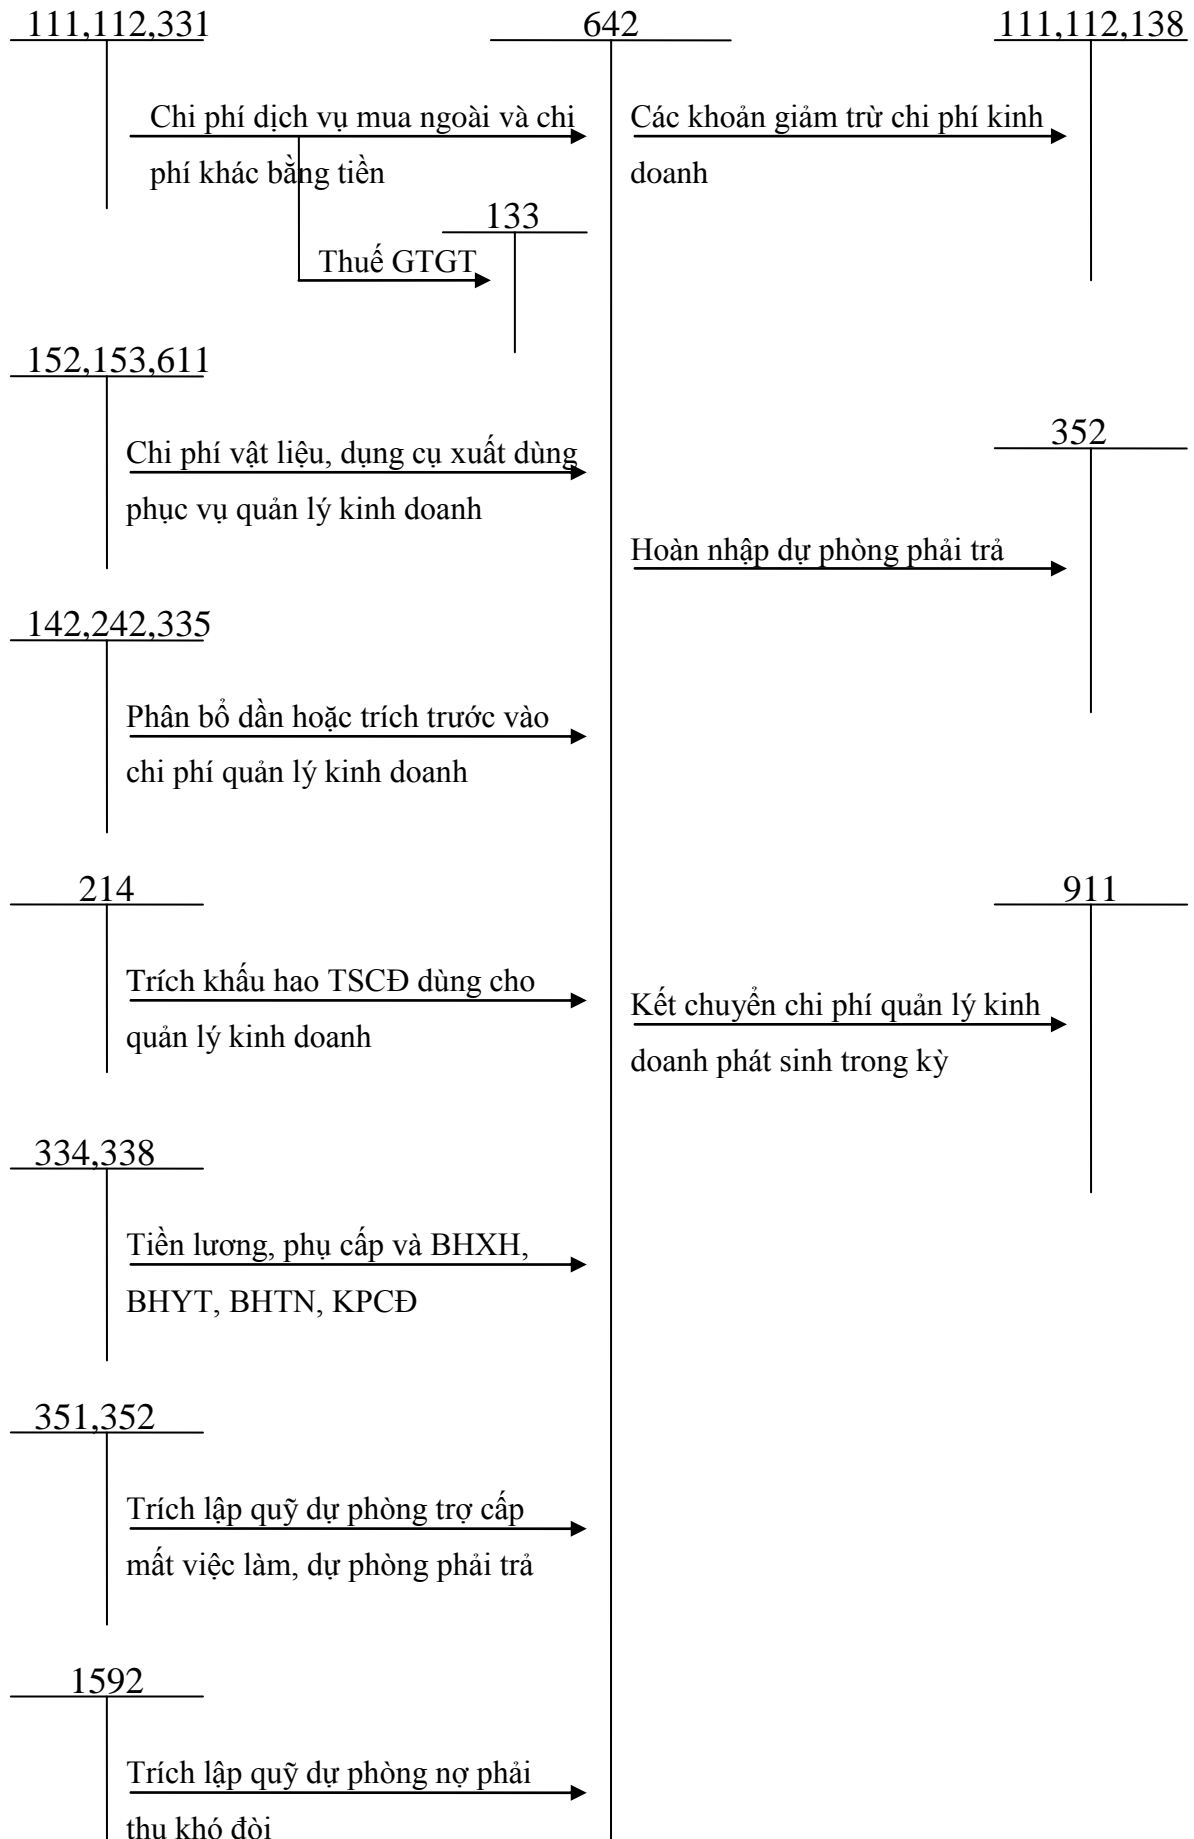 111,112,331
642
111,112,138
Chi phí dịch vụ mua ngoài và chi
phí khác bằng tiền
Các khoản giảm trừ chi phí kinh
doanh
133
Thuế GTGT
152,153,611
Chi phí vật liệu, dụng cụ xuất dùng
phục vụ quản lý kinh doanh
352
Hoàn nhập dự phòng phải trả
142,242,335
Phân bổ dần hoặc trích trước vào
chi phí quản lý kinh doanh
214
Trích khấu hao TSCĐ dùng cho
quản lý kinh doanh
911
Kết chuyển chi phí quản lý kinh
doanh phát sinh trong kỳ
334,338
Tiền lương, phụ cấp và BHXH,
BHYT, BHTN, KPCĐ
351,352
Trích lập quỹ dự phòng trợ cấp
mất việc làm, dự phòng phải trả
1592
Trích lập quỹ dự phòng nợ phải
thu khó đòi